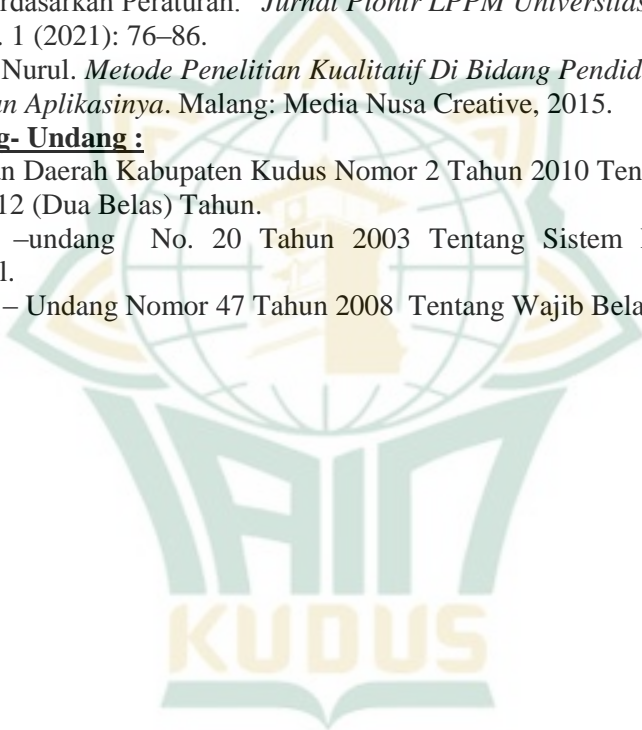 rdasarkan Peraturan." Jurnal Pionir LPPM Universitas
. 1 (2021): 76–86.
Nurul. Metode Penelitian Kualitatif Di Bidang Pendid
an Aplikasinya. Malang: Media Nusa Creative, 2015.
g- Undang :
n Daerah Kabupaten Kudus Nomor 2 Tahun 2010 Ten
12 (Dua Belas) Tahun.
–undang No. 20 Tahun 2003 Tentang Sistem
l.
– Undang Nomor 47 Tahun 2008 Tentang Wajib Bela
IAIN
KUDUS